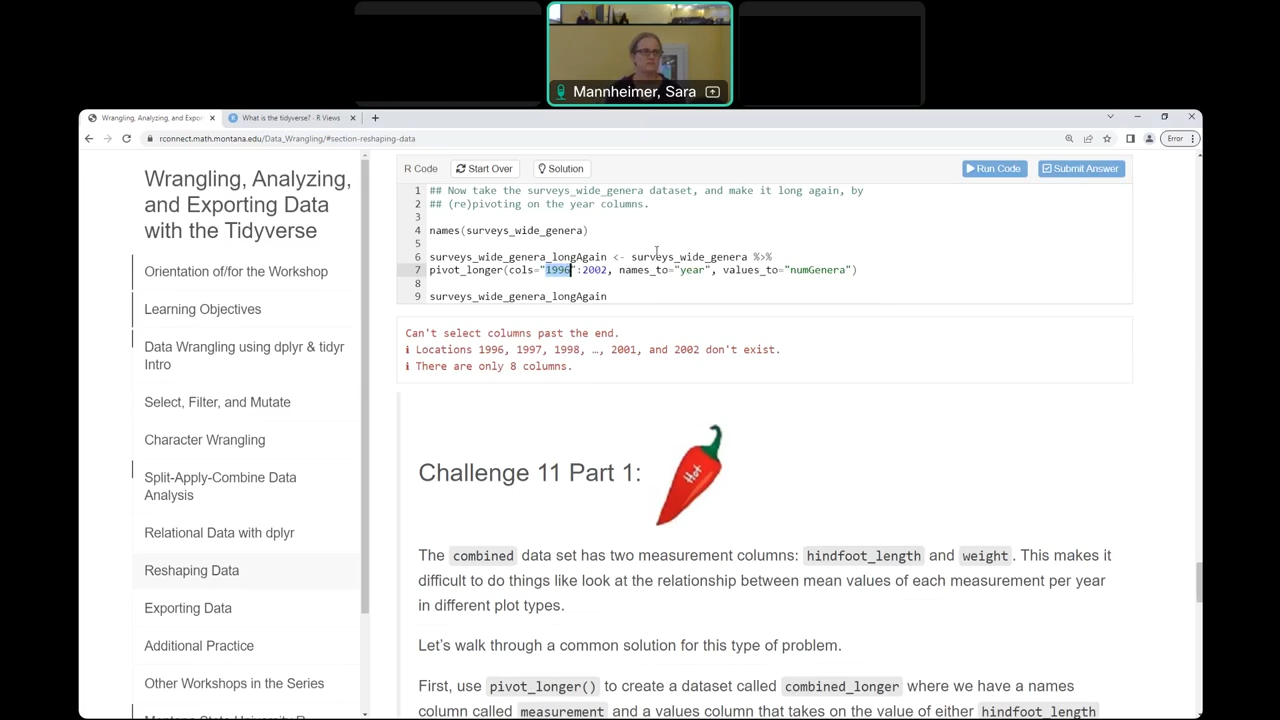 Mannheimer, Sara
Wrangling, Analyzing, and Expor
What is the tidyverse? · R Views
rconnect.math.montana.edu/Data_Wrangling/#section-reshaping-data
Error
Wrangling, Analyzing,
and Exporting Data
with the Tidyverse
Orientation of/for the Workshop
Learning Objectives
Data Wrangling using dplyr & tidyr
Intro
Select, Filter, and Mutate
Character Wrangling
Split-Apply-Combine Data
Analysis
Relational Data with dplyr
Reshaping Data
Exporting Data
Additional Practice
Other Workshops in the Series
Montana State University R
R Code
Start Over
Solution
Run Code
Submit Answer
1 ## Now take the surveys_wide_genera dataset, and make it long again, by
2 ## (re)pivoting on the year columns.
3
4 names(surveys_wide_genera)
5
6 surveys_wide_genera_longAgain <- surveys_wide_genera %>%
7 pivot_longer(cols="1996":2002, names_to="year", values_to="numGenera")
8
9 surveys_wide_genera_longAgain
Can't select columns past the end.
i Locations 1996, 1997, 1998, …, 2001, and 2002 don't exist.
i There are only 8 columns.
Challenge 11 Part 1:
Hot
The combined data set has two measurement columns: hindfoot_length and weight. This makes it
difficult to do things like look at the relationship between mean values of each measurement per year
in different plot types.
Let's walk through a common solution for this type of problem.
First, use pivot_longer() to create a dataset called combined_longer where we have a names
column called measurement and a values column that takes on the value of either hindfoot_length